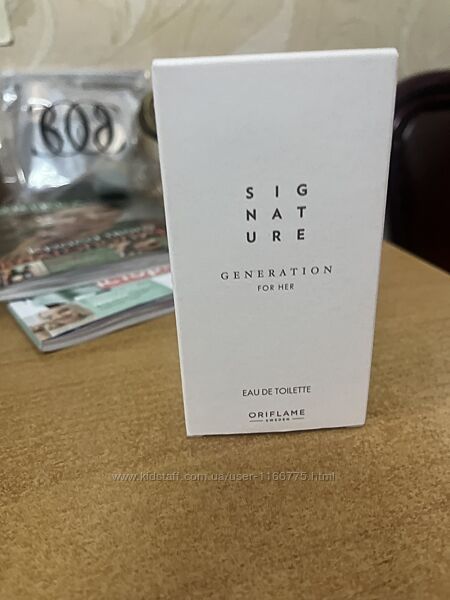 SIG
NAT
URE
GENERATION
FOR HER
EAU DE TOILETTE
ORIFLAME
SWEDEN
www.kidstaff.com.ua/user-1166775.html